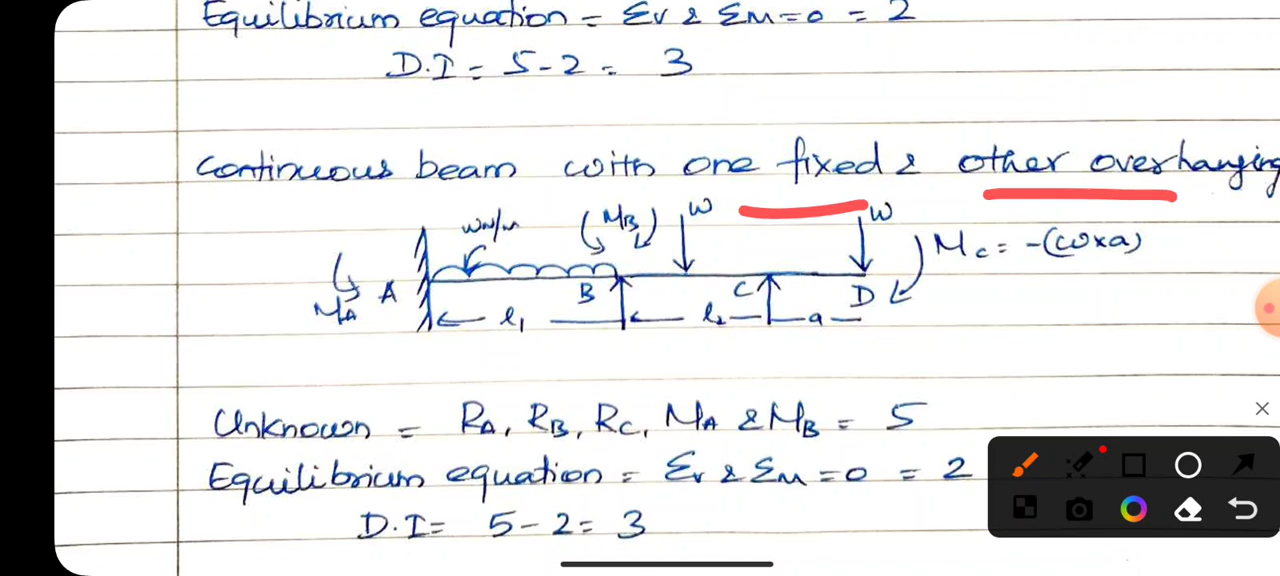 Equilibrium equation = Σv & ΣM=0 = 2
D.I = 5-2 = 3
Continuous beam with one fixed & other overhanging
wN/m MB W W
MA A B C D Mc = -(w×a)
l1 l2 a
Unknown = RA, RB, RC, MA & MB = 5
Equilibrium equation = Σv & ΣM=0 = 2
D.I = 5-2 = 3